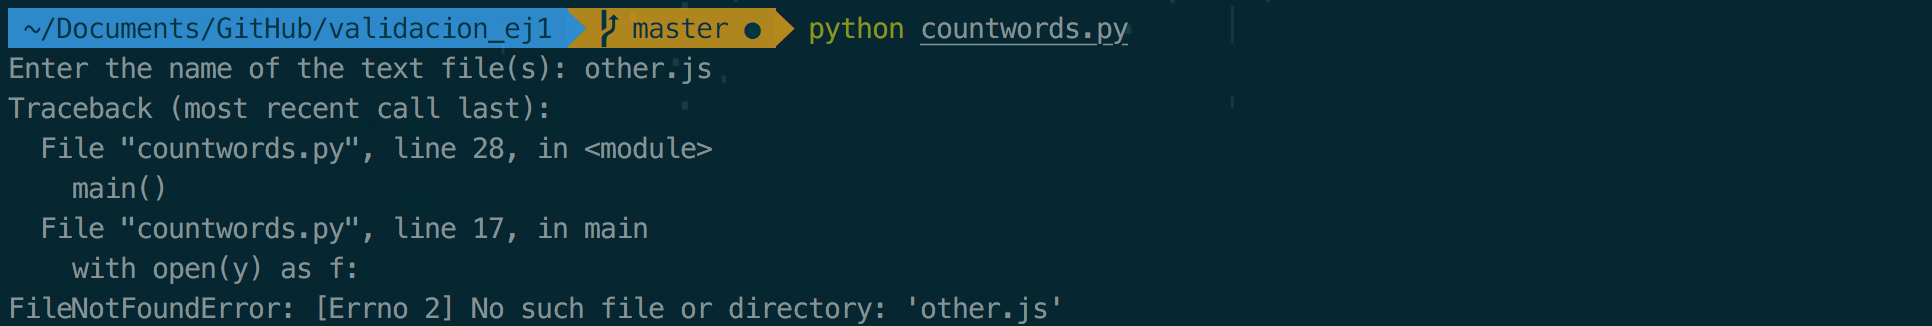 ~/Documents/GitHub/validacion_ej1 master ● python countwords.py
Enter the name of the text file(s): other.js
Traceback (most recent call last):
  File "countwords.py", line 28, in <module>
    main()
  File "countwords.py", line 17, in main
    with open(y) as f:
FileNotFoundError: [Errno 2] No such file or directory: 'other.js'